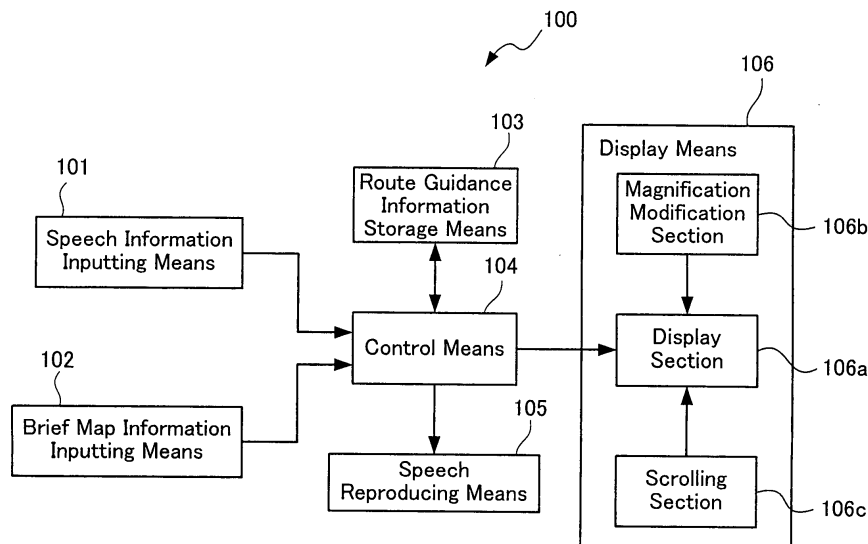 100
106
103
Display Means
101
Route Guidance
Information
Storage Means
Magnification
Modification
Section
106b
Speech Information
Inputting Means
104
Control Means
Display
Section
106a
102
Brief Map Information
Inputting Means
105
Speech
Reproducing Means
Scrolling
Section
106c